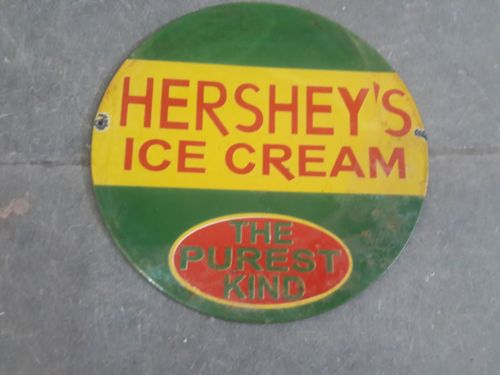 HERSHEY'S
ICE CREAM
THE
PUREST
KIND